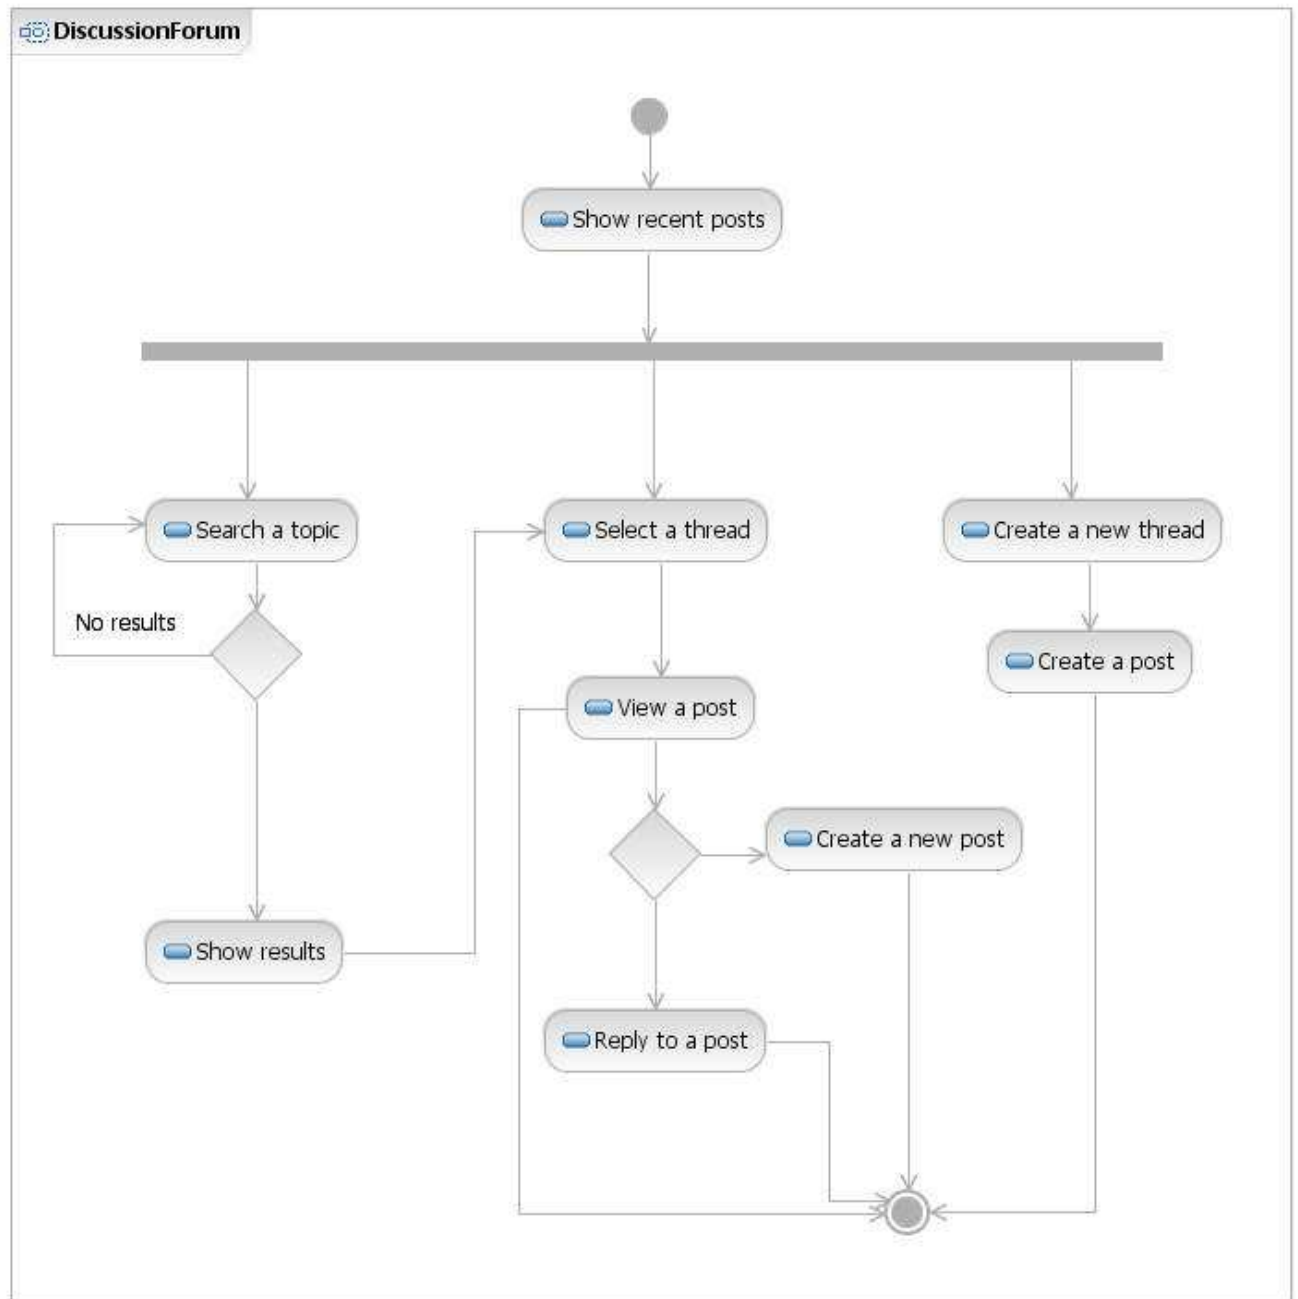 DiscussionForum
Show recent posts
Search a topic
Select a thread
Create a new thread
No results
Create a post
View a post
Create a new post
Show results
Reply to a post